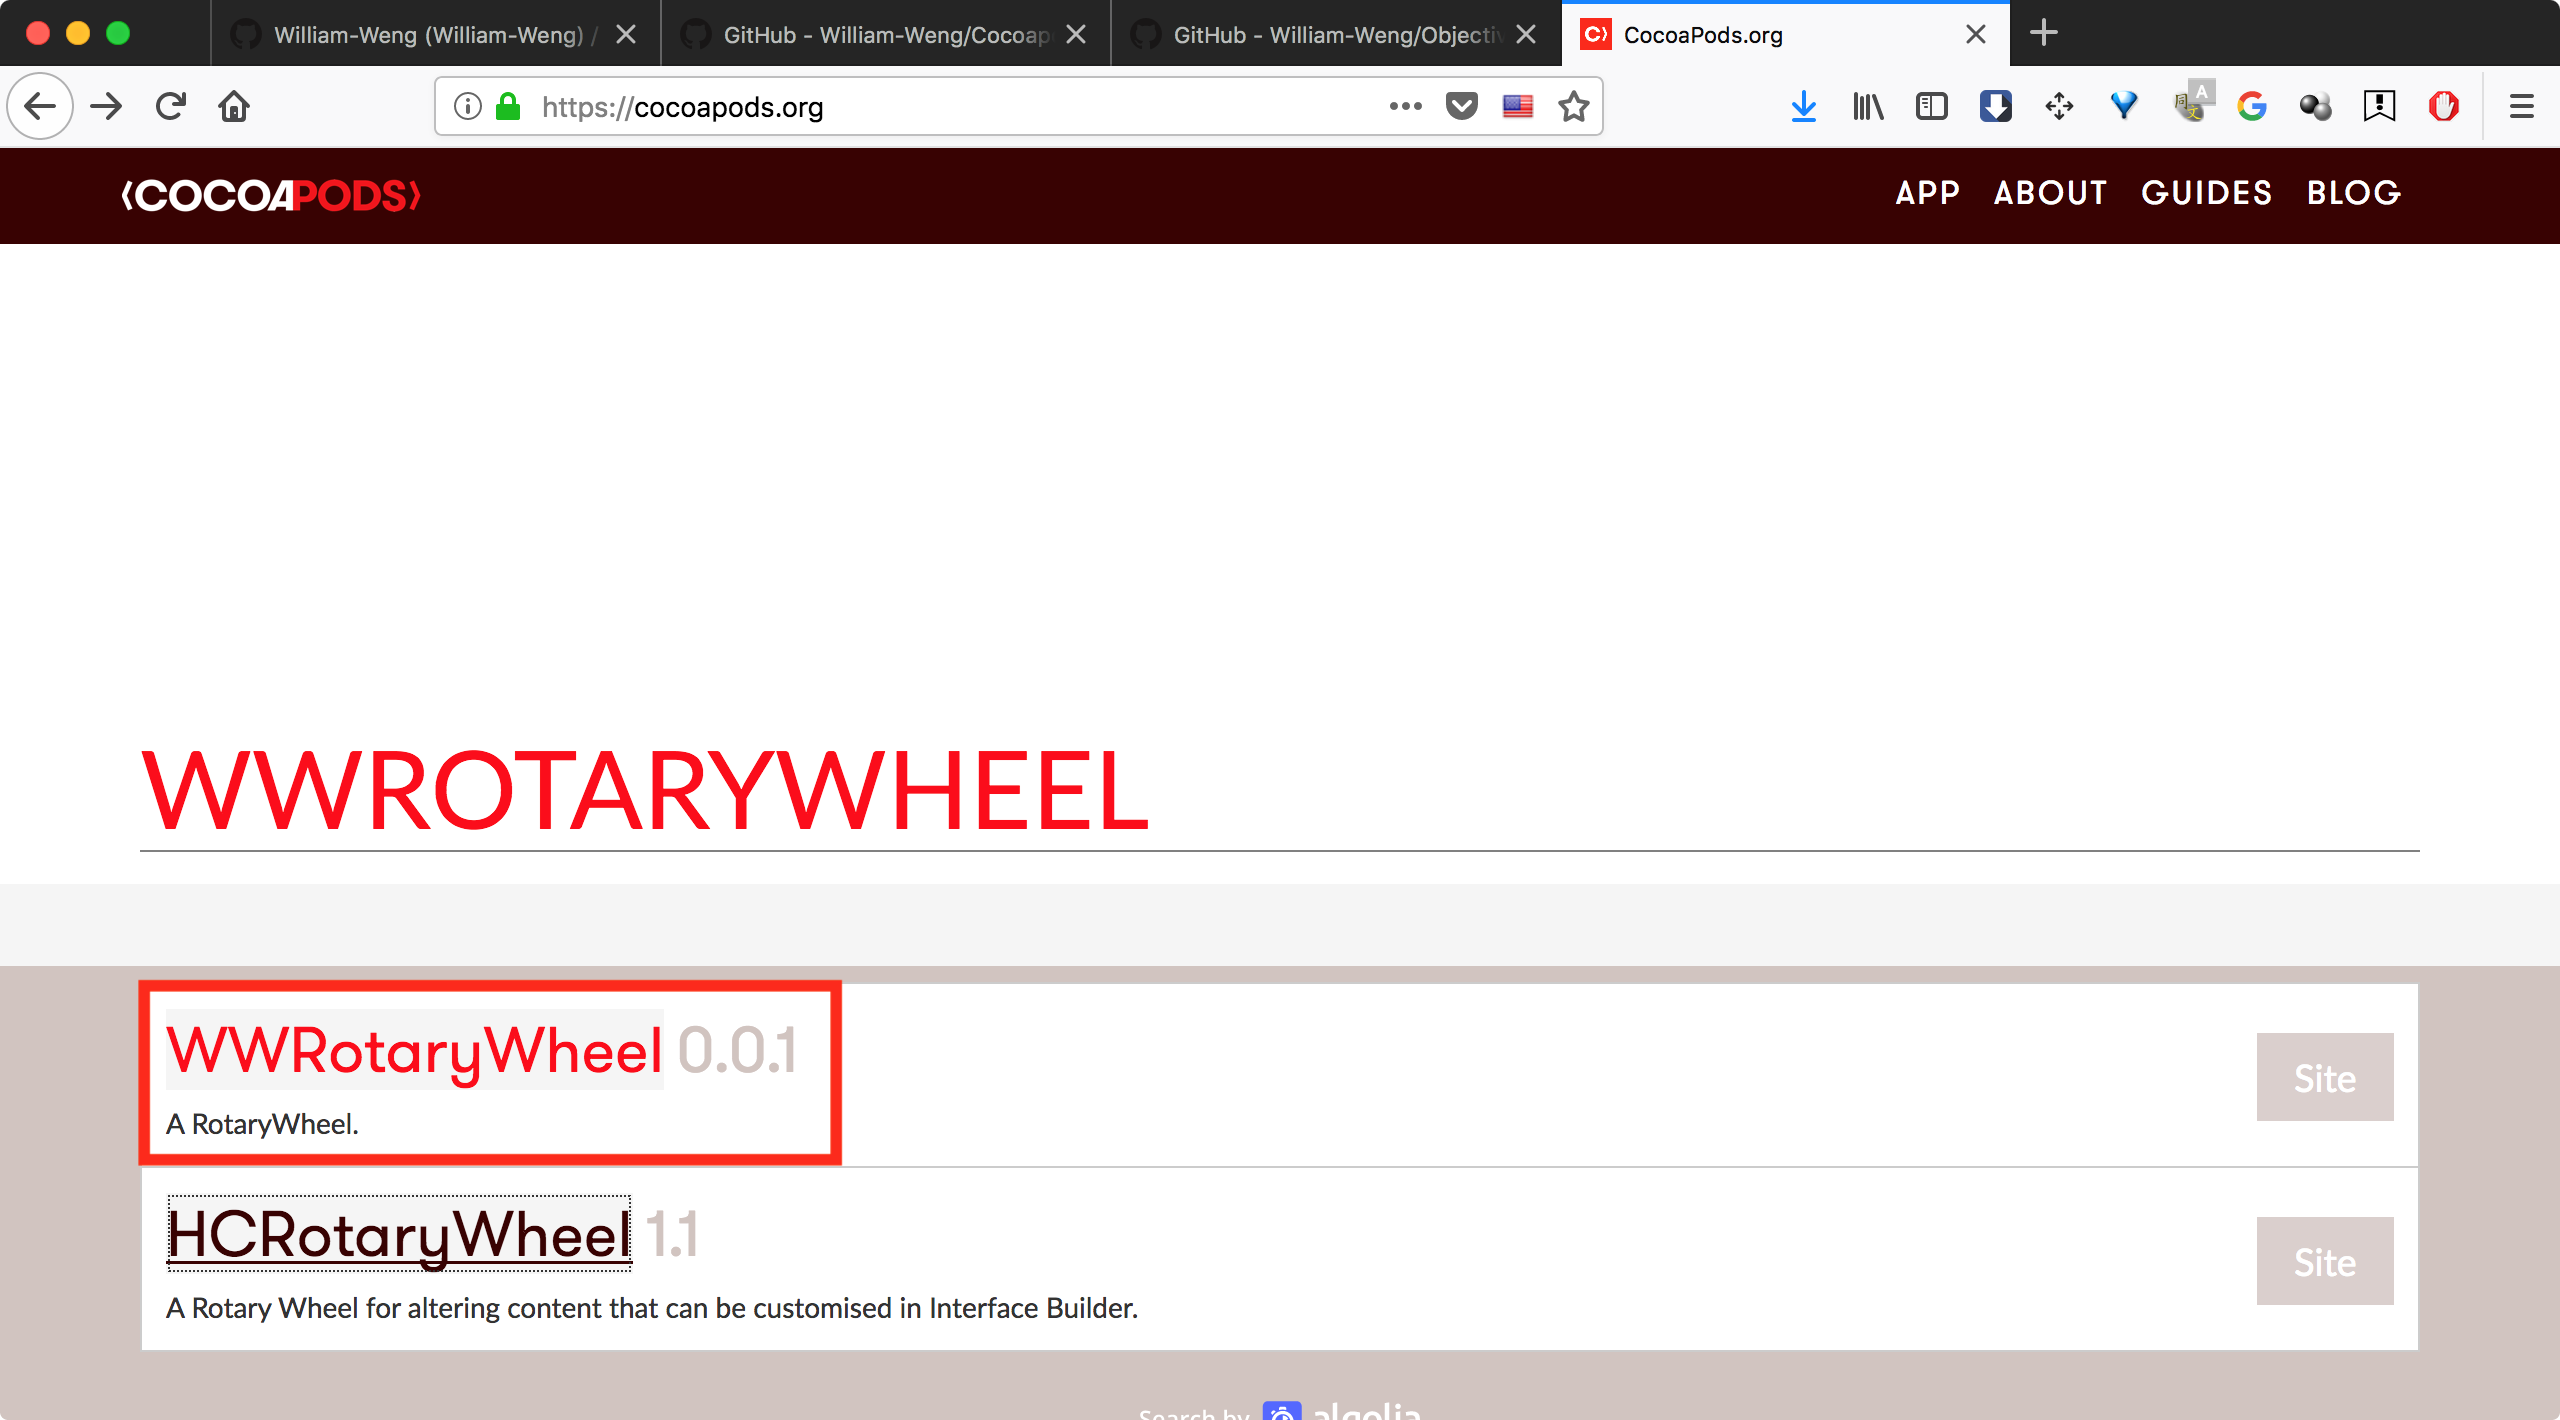 William-Weng (William-Weng) /
GitHub - William-Weng/Cocoap
GitHub - William-Weng/Objectiv
CocoaPods.org
https://cocoapods.org
COCOAPODS
APP ABOUT GUIDES BLOG
WWROTARYWHEEL
WWRotaryWheel 0.0.1
A RotaryWheel.
Site
HCRotaryWheel 1.1
A Rotary Wheel for altering content that can be customised in Interface Builder.
Site
Search by algolia